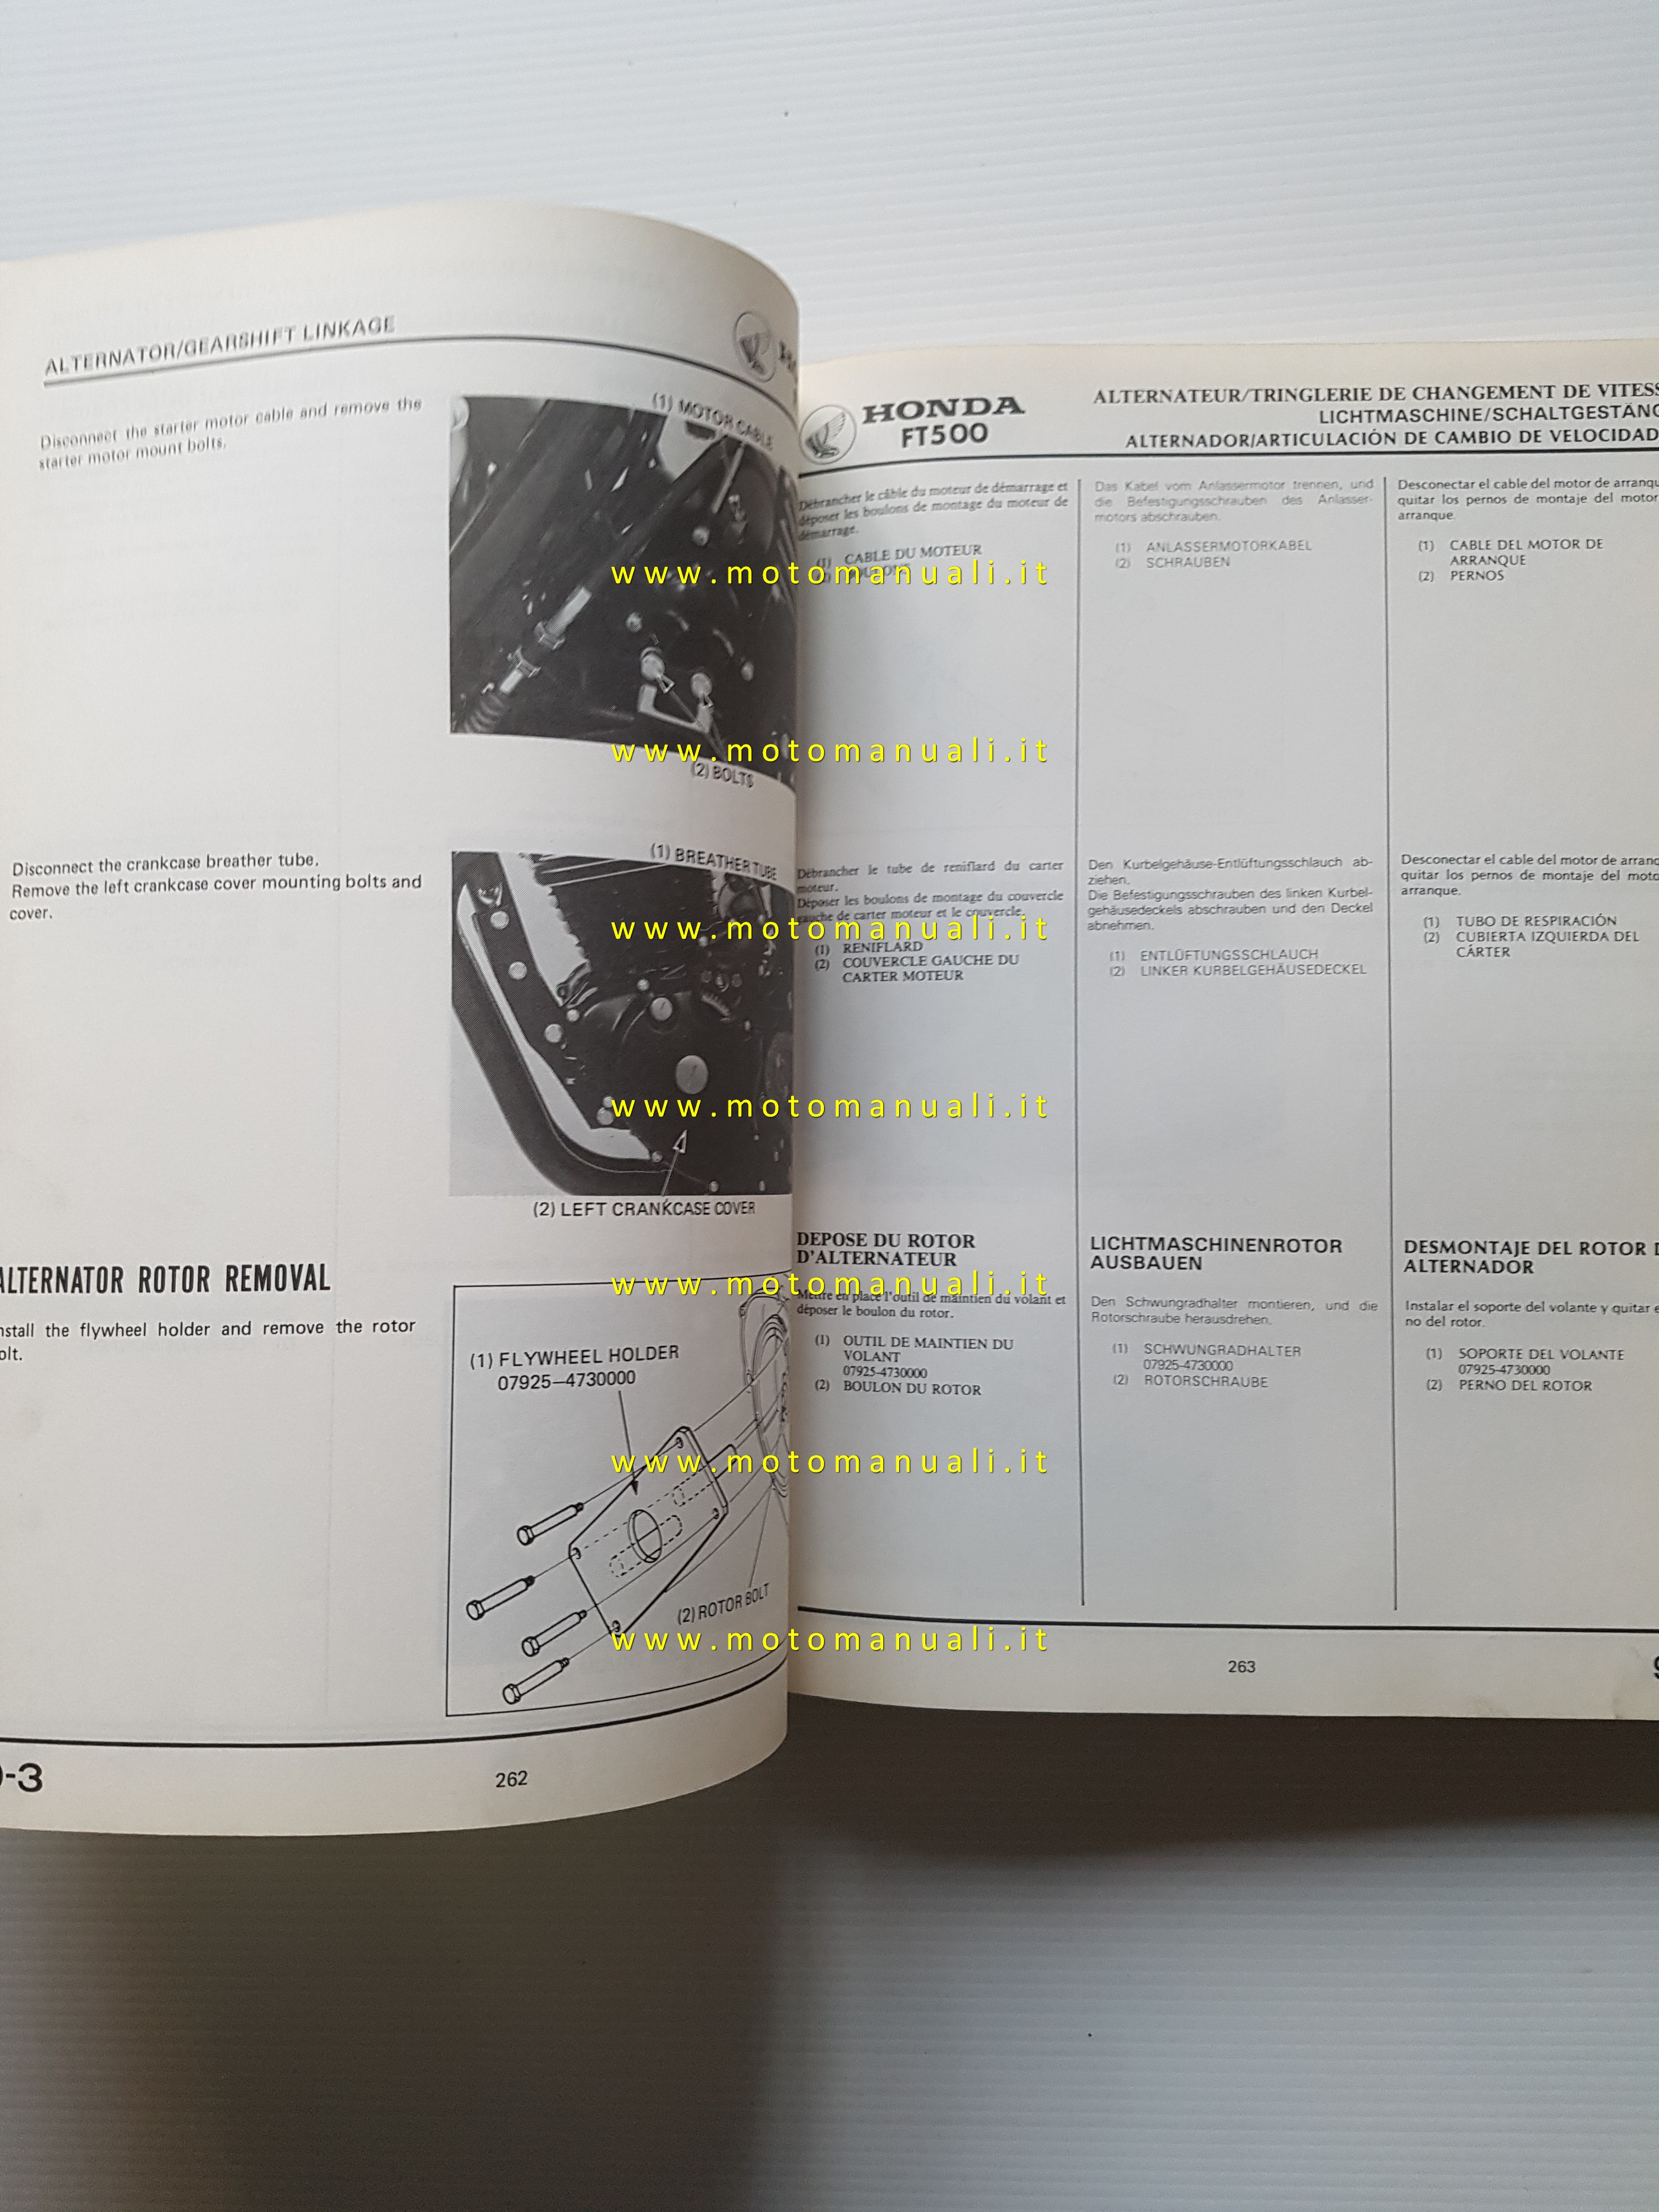 ALTERNATOR/GEARSHIFT LINKAGE
Disconnect the starter motor cable and remove the
starter motor mount bolts.
(1) MOTOR CABLE
(2) BOLTS
Disconnect the crankcase breather tube.
Remove the left crankcase cover mounting bolts and
cover.
(1) BREATHER TUBE
(2) LEFT CRANKCASE COVER
ALTERNATOR ROTOR REMOVAL
nstall the flywheel holder and remove the rotor
olt.
(1) FLYWHEEL HOLDER
07925–4730000
(2) ROTOR BOLT
-3
262
HONDA
FT500
ALTERNATEUR/TRINGLERIE DE CHANGEMENT DE VITESS
LICHTMASCHINE/SCHALTGESTÄNG
ALTERNADOR/ARTICULACIÓN DE CAMBIO DE VELOCIDAD
Débrancher le câble du moteur de démarrage et
déposer les boulons de montage du moteur de
démarrage.
(1) CABLE DU MOTEUR
Das Kabel vom Anlassermotor trennen, und
die Befestigungsschrauben des Anlasser-
motors abschrauben.
(1) ANLASSERMOTORKABEL
(2) SCHRAUBEN
Desconectar el cable del motor de arranqu
quitar los pernos de montaje del motor
arranque.
(1) CABLE DEL MOTOR DE
ARRANQUE
(2) PERNOS
Débrancher le tube de reniflard du carter
moteur.
Déposer les boulons de montage du couvercle
gauche de carter moteur et le couvercle.
(1) RENIFLARD
(2) COUVERCLE GAUCHE DU
CARTER MOTEUR
Den Kurbelgehäuse-Entlüftungsschlauch ab-
ziehen.
Die Befestigungsschrauben des linken Kurbel-
gehäusedeckels abschrauben und den Deckel
abnehmen.
(1) ENTLÜFTUNGSSCHLAUCH
(2) LINKER KURBELGEHÄUSEDECKEL
Desconectar el cable del motor de arranq
quitar los pernos de montaje del moto
arranque.
(1) TUBO DE RESPIRACIÓN
(2) CUBIERTA IZQUIERDA DEL
CÁRTER
DEPOSE DU ROTOR
D'ALTERNATEUR
Mettre en place l'outil de maintien du volant et
déposer le boulon du rotor.
(1) OUTIL DE MAINTIEN DU
VOLANT
07925-4730000
(2) BOULON DU ROTOR
LICHTMASCHINENROTOR
AUSBAUEN
Den Schwungradhalter montieren, und die
Rotorschraube herausdrehen.
(1) SCHWUNGRADHALTER
07925-4730000
(2) ROTORSCHRAUBE
DESMONTAJE DEL ROTOR D
ALTERNADOR
Instalar el soporte del volante y quitar e
no del rotor.
(1) SOPORTE DEL VOLANTE
07925-4730000
(2) PERNO DEL ROTOR
263
www.motomanuali.it
www.motomanuali.it
www.motomanuali.it
www.motomanuali.it
www.motomanuali.it
www.motomanuali.it
www.motomanuali.it